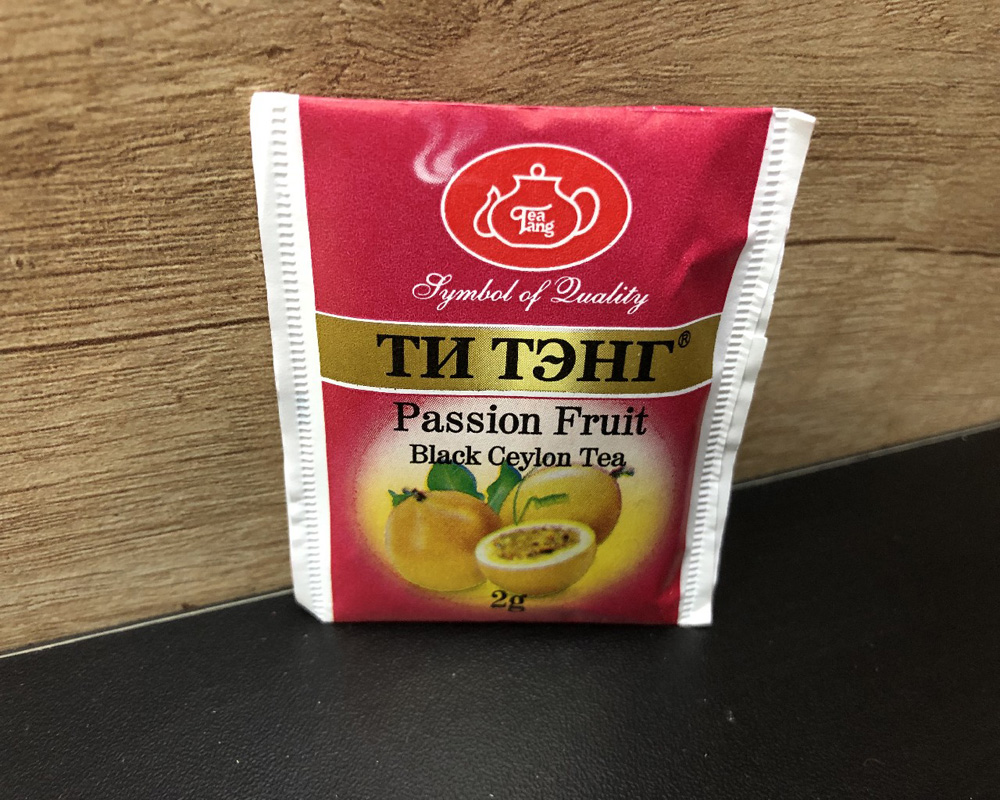 Tea
Tang
Symbol of Quality
ТИ ТЭНГ®
Passion Fruit
Black Ceylon Tea
2g